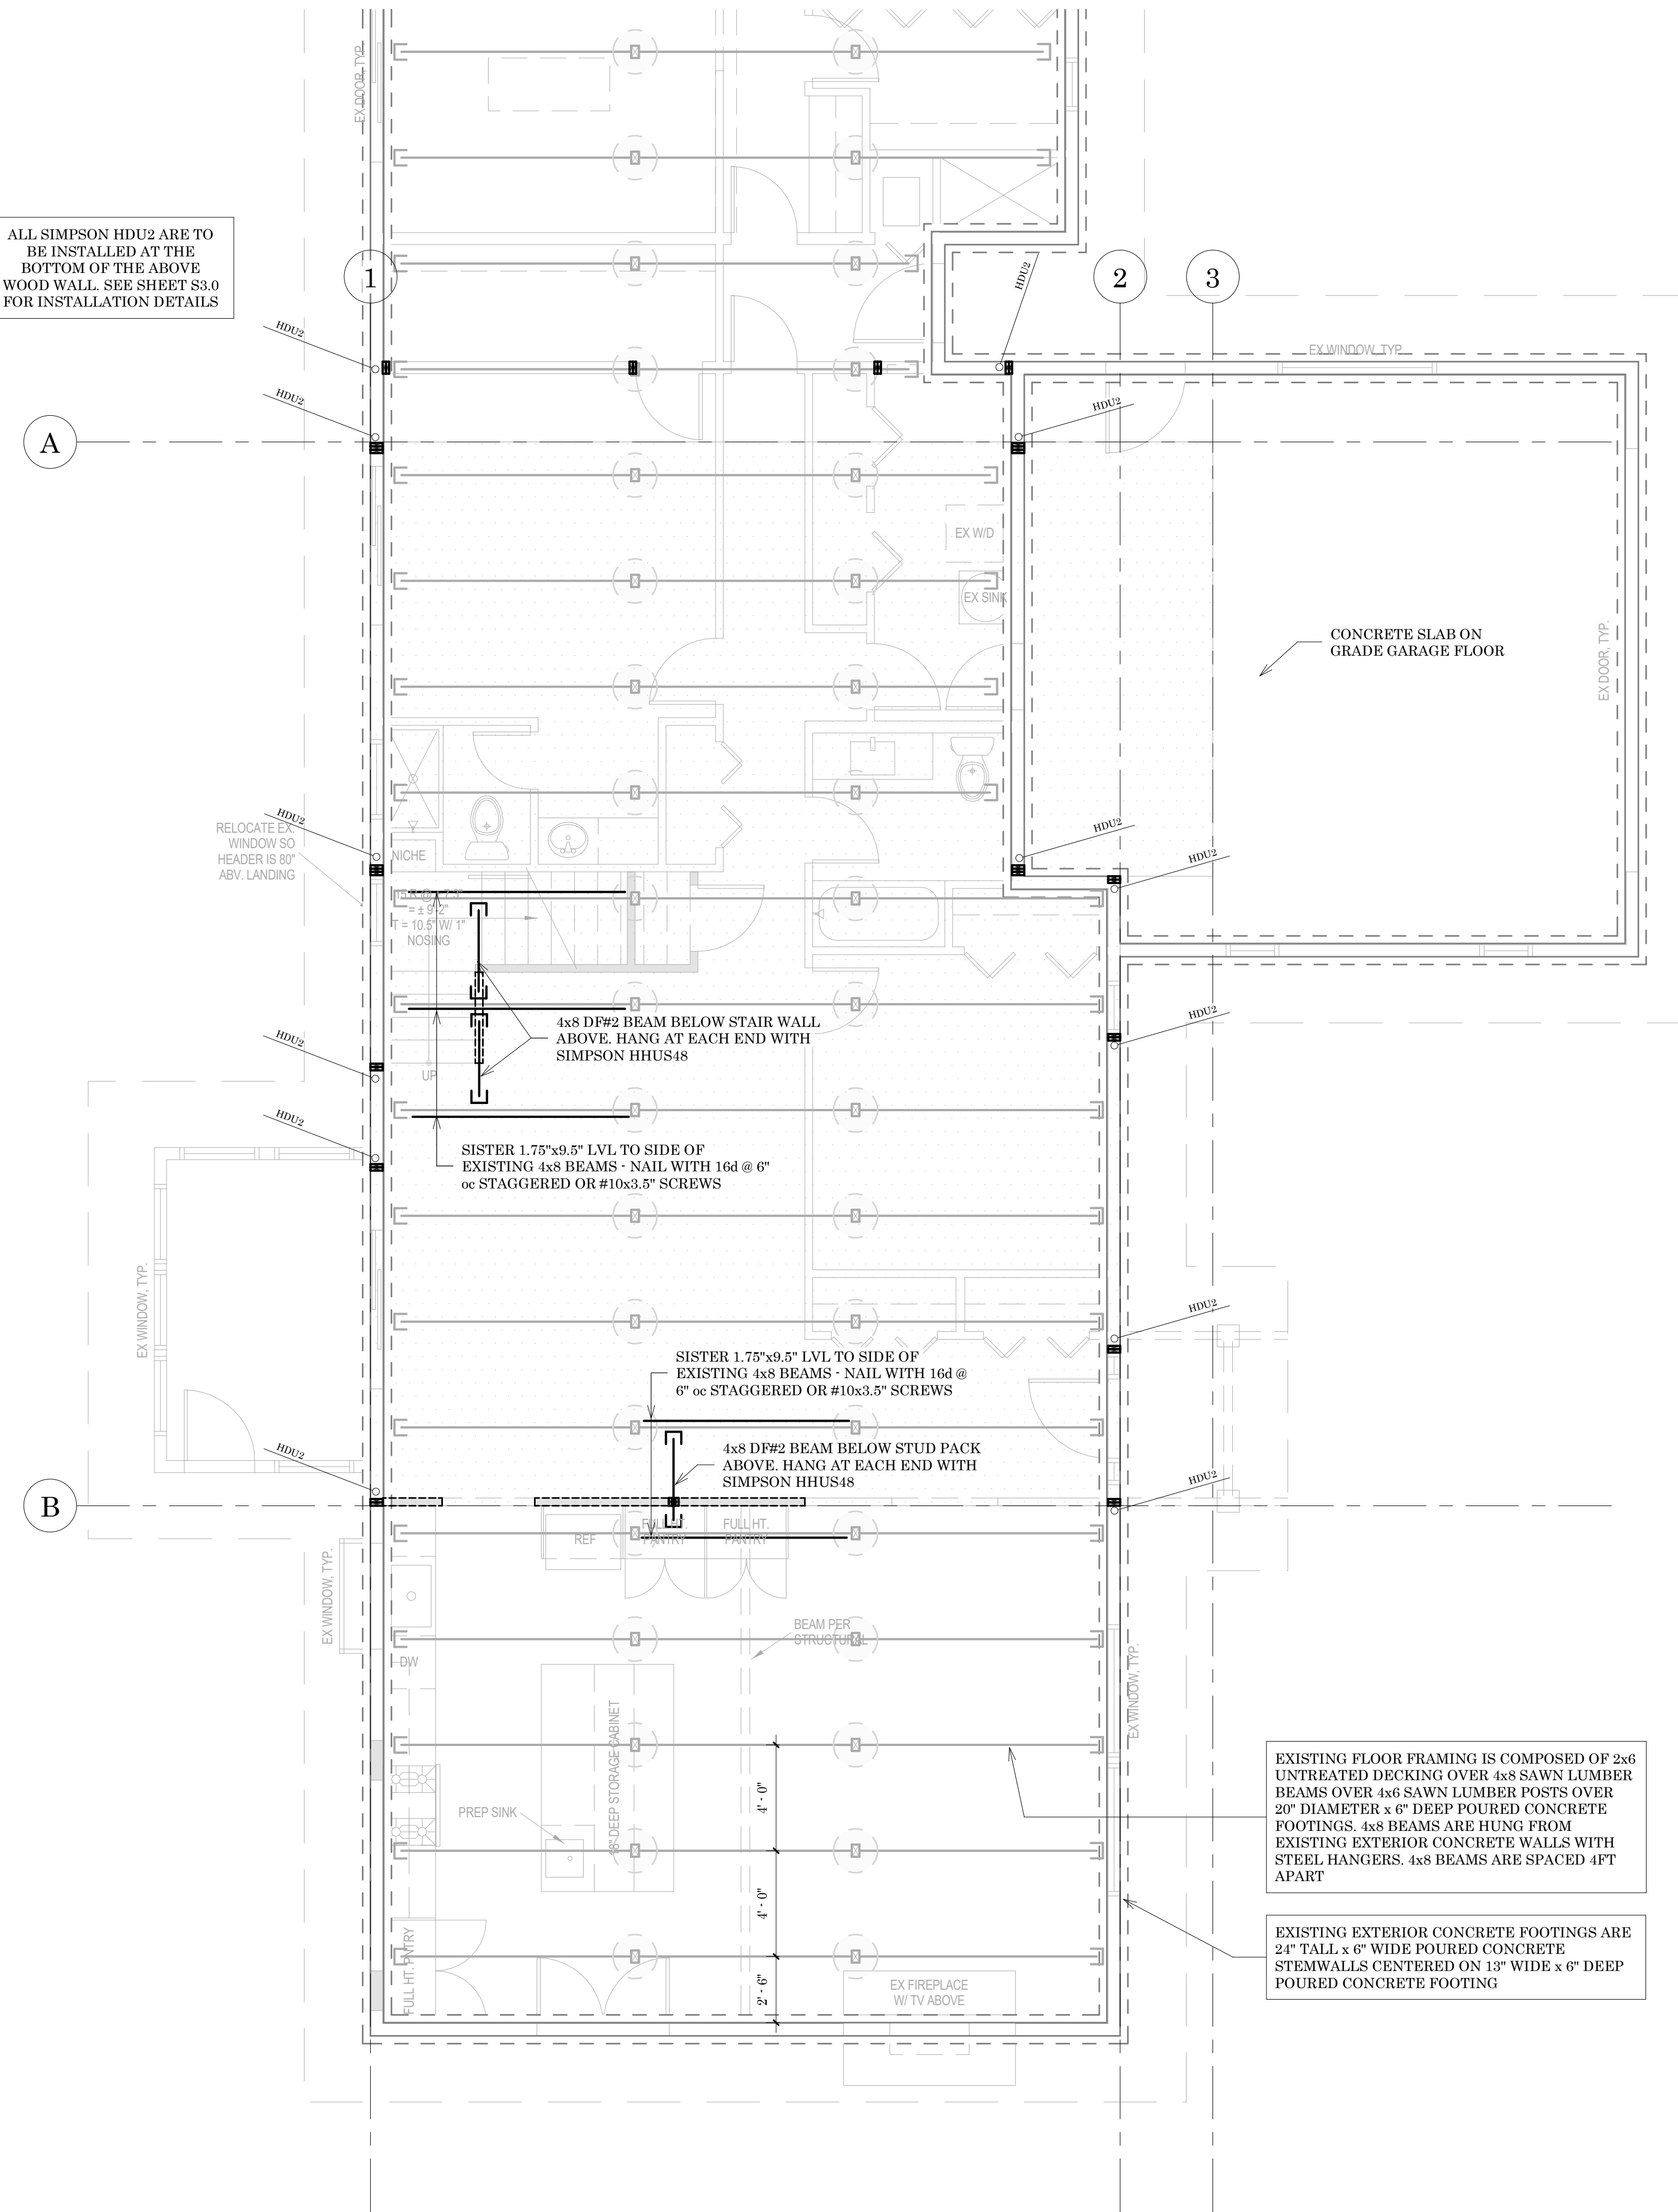 EX DOOR, TYP.
ALL SIMPSON HDU2 ARE TO
BE INSTALLED AT THE
BOTTOM OF THE ABOVE
WOOD WALL. SEE SHEET S3.0
FOR INSTALLATION DETAILS
1
2
3
HDU2
HDU2
EX WINDOW, TYP.
HDU2
HDU2
A
EX W/D
EX SINK
CONCRETE SLAB ON
GRADE GARAGE FLOOR
EX DOOR, TYP.
HDU2
RELOCATE EX.
WINDOW SO
HEADER IS 80"
ABV. LANDING
NICHE
HDU2
HDU2
= ± 9'-2"
T = 10.5" W/ 1"
NOSING
HDU2
HDU2
4x8 DF#2 BEAM BELOW STAIR WALL
ABOVE. HANG AT EACH END WITH
SIMPSON HHUS48
UP
HDU2
SISTER 1.75"x9.5" LVL TO SIDE OF
EXISTING 4x8 BEAMS - NAIL WITH 16d @ 6"
oc STAGGERED OR #10x3.5" SCREWS
EX WINDOW, TYP.
HDU2
SISTER 1.75"x9.5" LVL TO SIDE OF
EXISTING 4x8 BEAMS - NAIL WITH 16d @
6" oc STAGGERED OR #10x3.5" SCREWS
HDU2
4x8 DF#2 BEAM BELOW STUD PACK
ABOVE. HANG AT EACH END WITH
SIMPSON HHUS48
HDU2
B
REF
FULL HT.
PANTRY
FULL HT.
PANTRY
EX WINDOW, TYP.
BEAM PER
STRUCTURAL
DW
EX WINDOW, TYP.
18" DEEP STORAGE CABINET
PREP SINK
4' - 0"
4' - 0"
2' - 6"
EXISTING FLOOR FRAMING IS COMPOSED OF 2x6
UNTREATED DECKING OVER 4x8 SAWN LUMBER
BEAMS OVER 4x6 SAWN LUMBER POSTS OVER
20" DIAMETER x 6" DEEP POURED CONCRETE
FOOTINGS. 4x8 BEAMS ARE HUNG FROM
EXISTING EXTERIOR CONCRETE WALLS WITH
STEEL HANGERS. 4x8 BEAMS ARE SPACED 4FT
APART
EXISTING EXTERIOR CONCRETE FOOTINGS ARE
24" TALL x 6" WIDE POURED CONCRETE
STEMWALLS CENTERED ON 13" WIDE x 6" DEEP
POURED CONCRETE FOOTING
FULL HT. PNTRY
EX FIREPLACE
W/ TV ABOVE